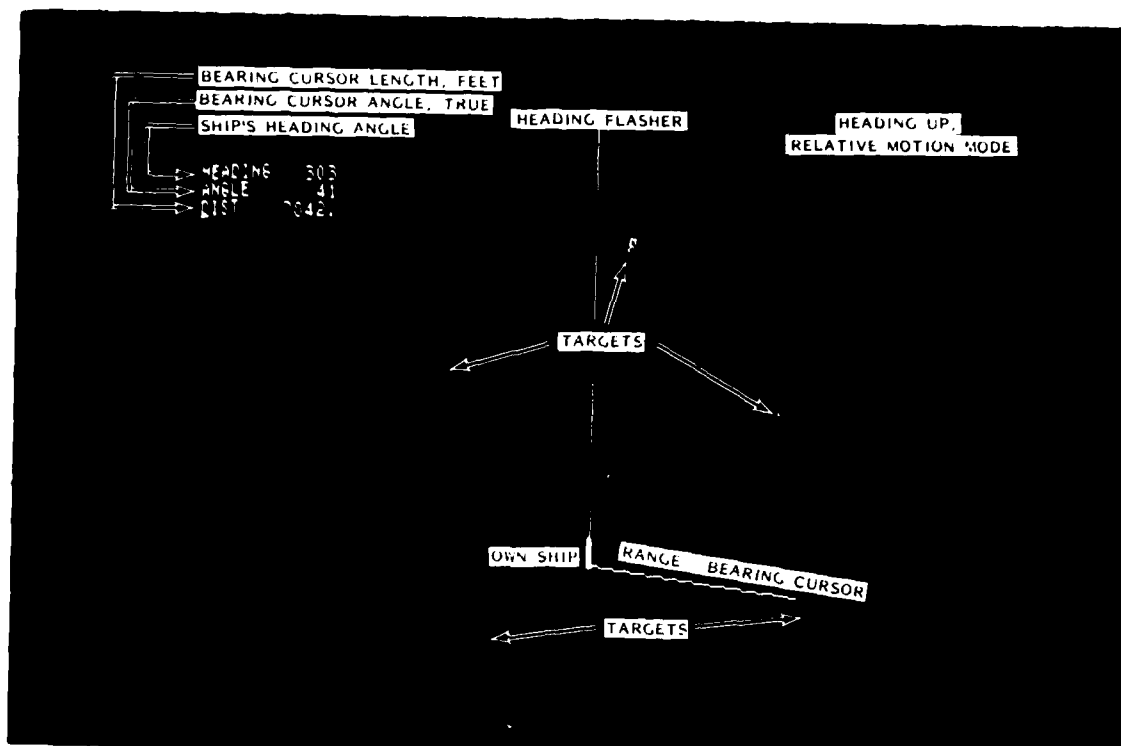 BEARING CURSOR LENGTH, FEET
BEARING CURSOR ANGLE, TRUE
SHIP'S HEADING ANGLE
HEADING FLASHER
HEADING UP,
RELATIVE MOTION MODE
HEADING 303
ANGLE 41
DIST
TARGETS
OWN SHIP
RANGE BEARING CURSOR
TARGETS